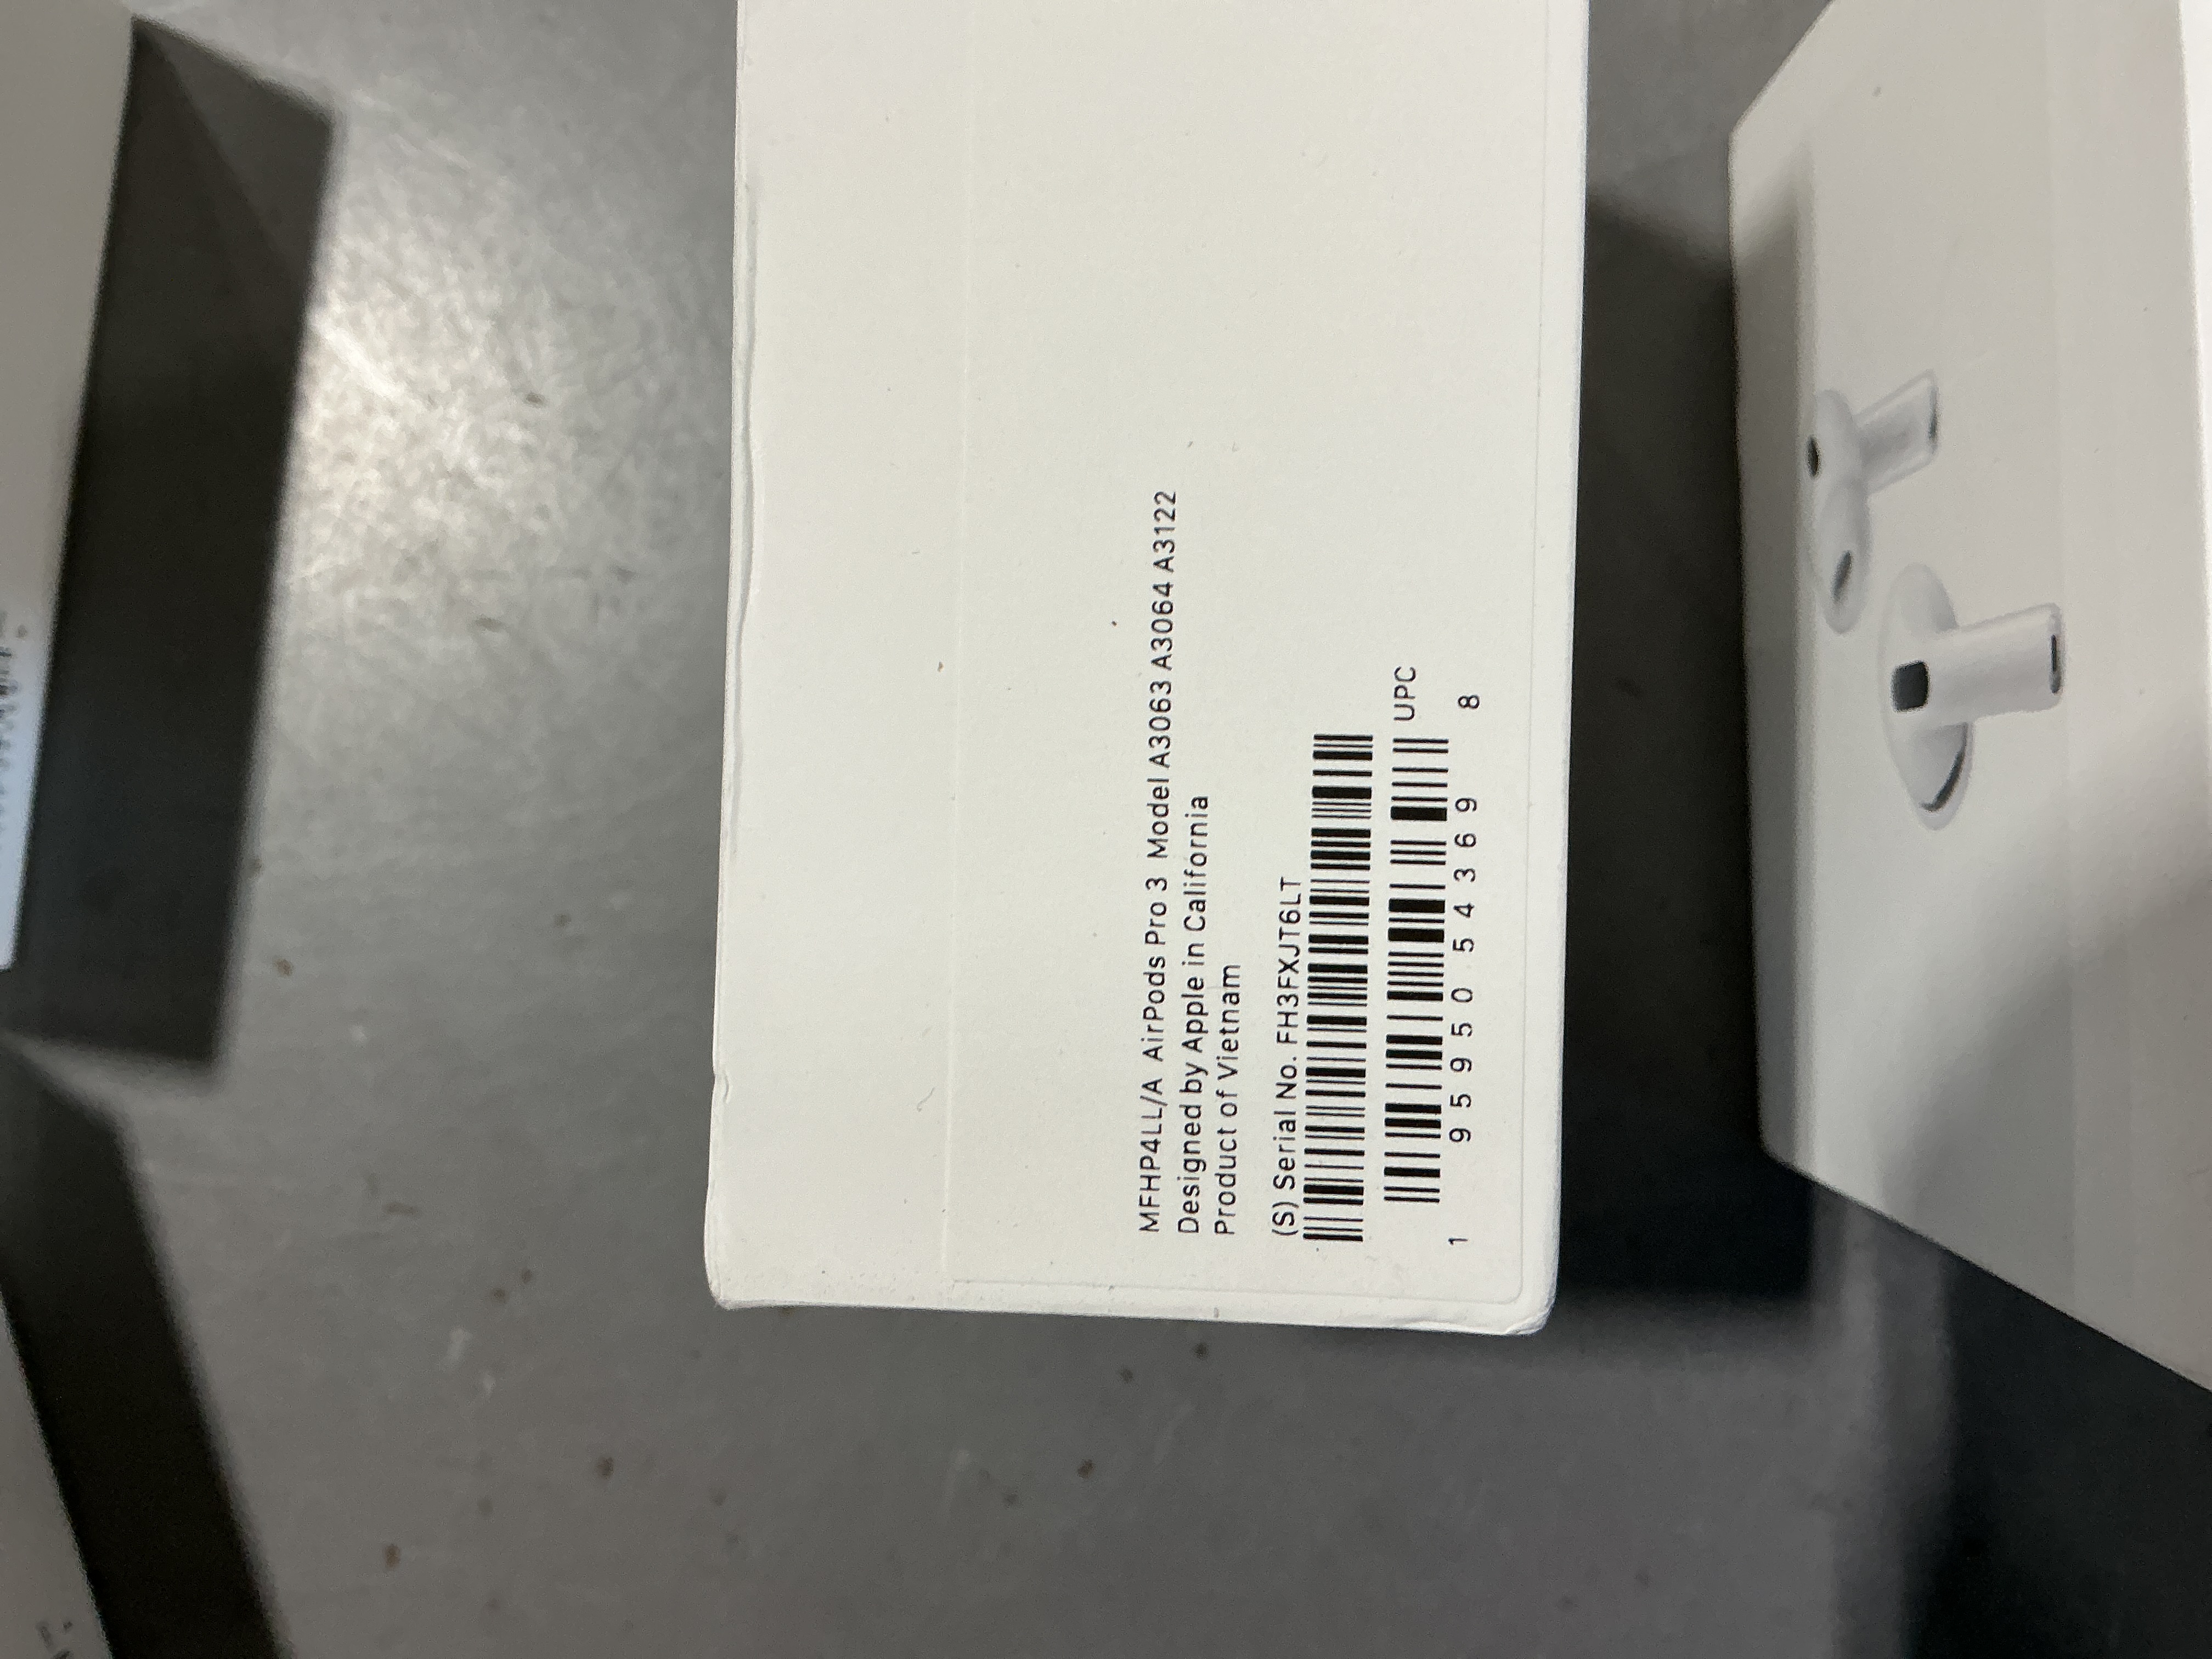 MFHP4LL/A AirPods Pro 3 Model A3063 A3064 A3122
Designed by Apple in California
Product of Vietnam
(S) Serial No. FH3FXJT6LT
UPC
1 95950 54369 8